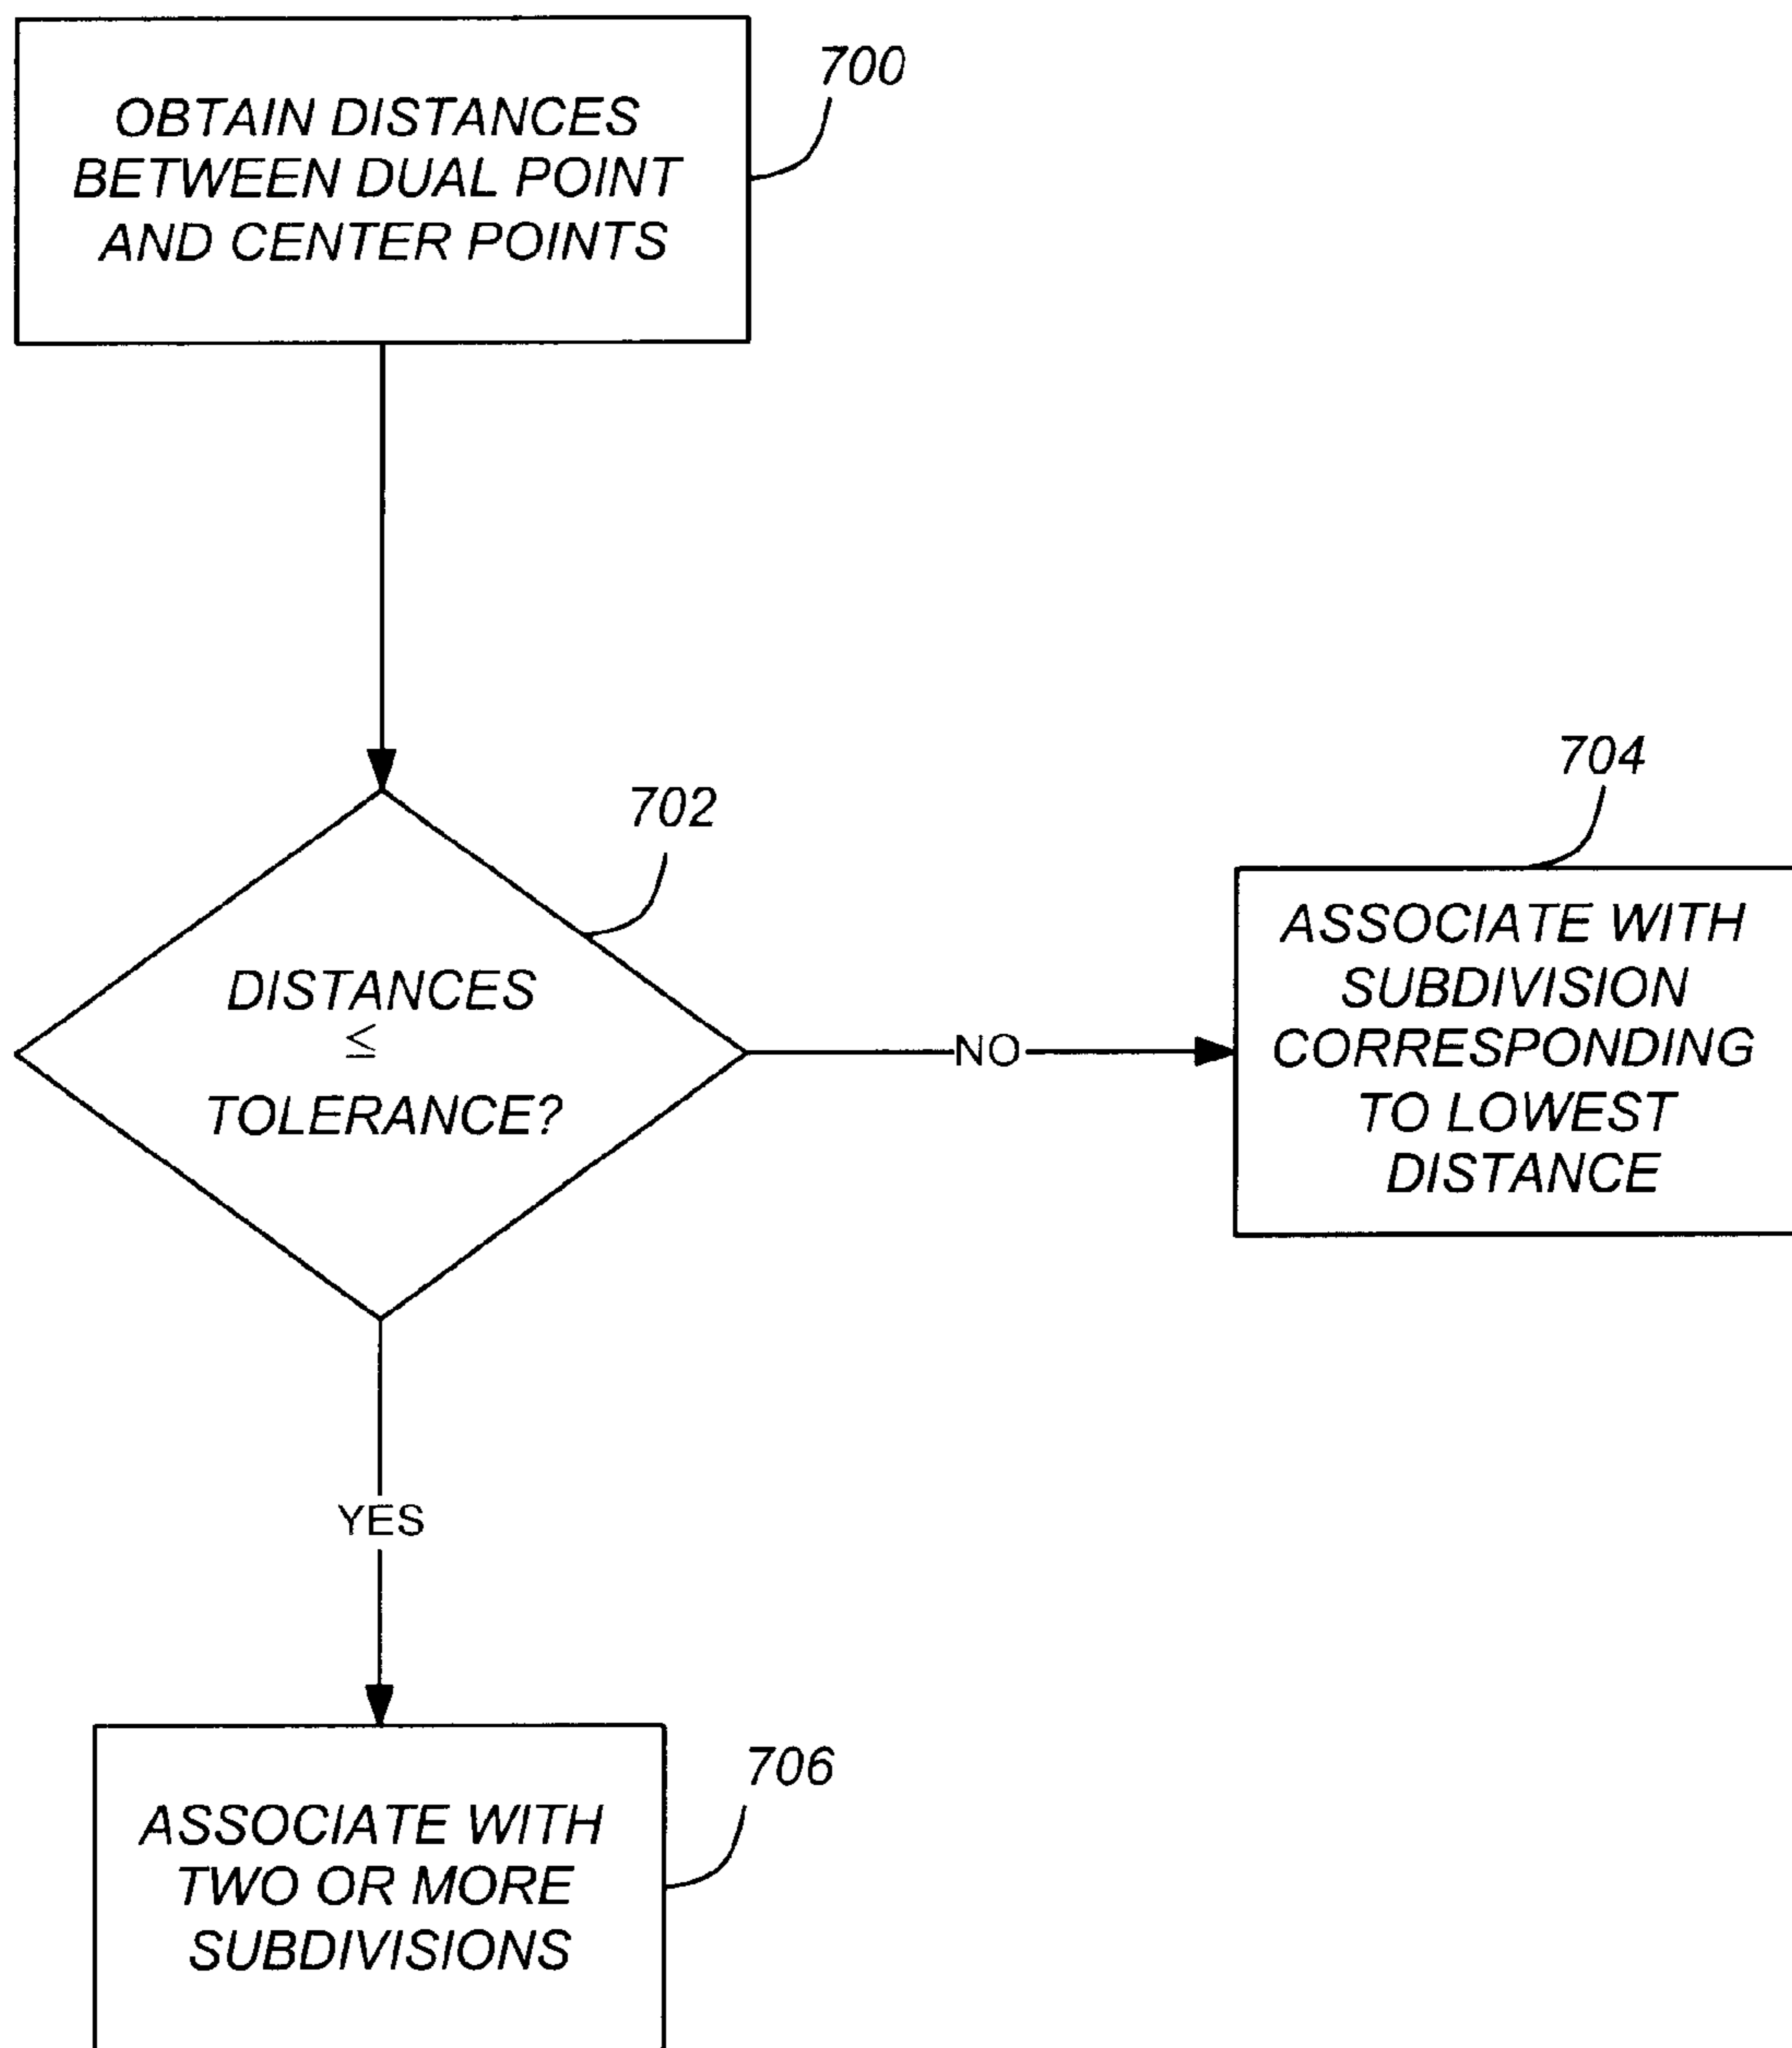 700
OBTAIN DISTANCES
BETWEEN DUAL POINT
AND CENTER POINTS
702
DISTANCES
≤
TOLERANCE?
NO
704
ASSOCIATE WITH
SUBDIVISION
CORRESPONDING
TO LOWEST
DISTANCE
YES
706
ASSOCIATE WITH
TWO OR MORE
SUBDIVISIONS